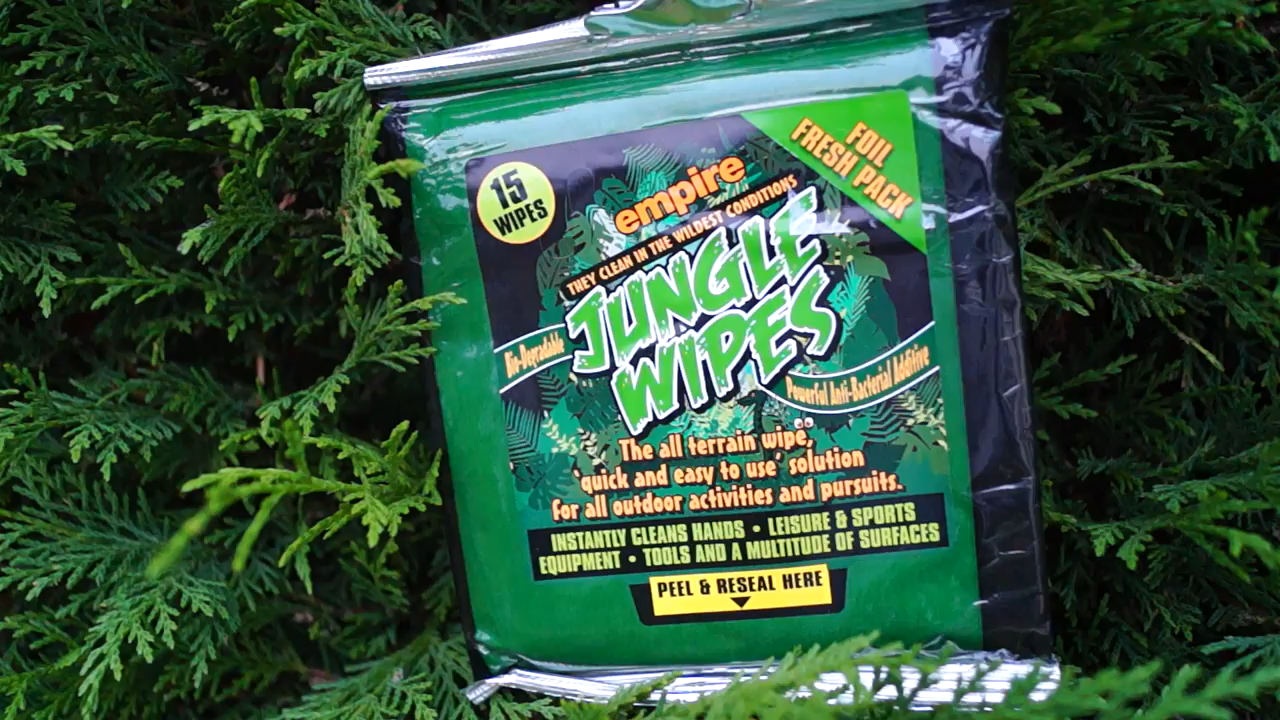 15
WIPES
FOIL
FRESH PACK
empire
THEY CLEAN IN THE WILDEST CONDITIONS
JUNGLE
WIPES
Bio-Degradable
Powerful Anti-Bacterial Additive
The all terrain wipe,
'quick and easy to use' solution
for all outdoor activities and pursuits.
INSTANTLY CLEANS HANDS • LEISURE & SPORTS
EQUIPMENT • TOOLS AND A MULTITUDE OF SURFACES
PEEL & RESEAL HERE